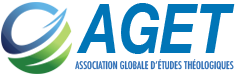 AGET
ASSOCIATION GLOBALE D'ÉTUDES THÉOLOGIQUES